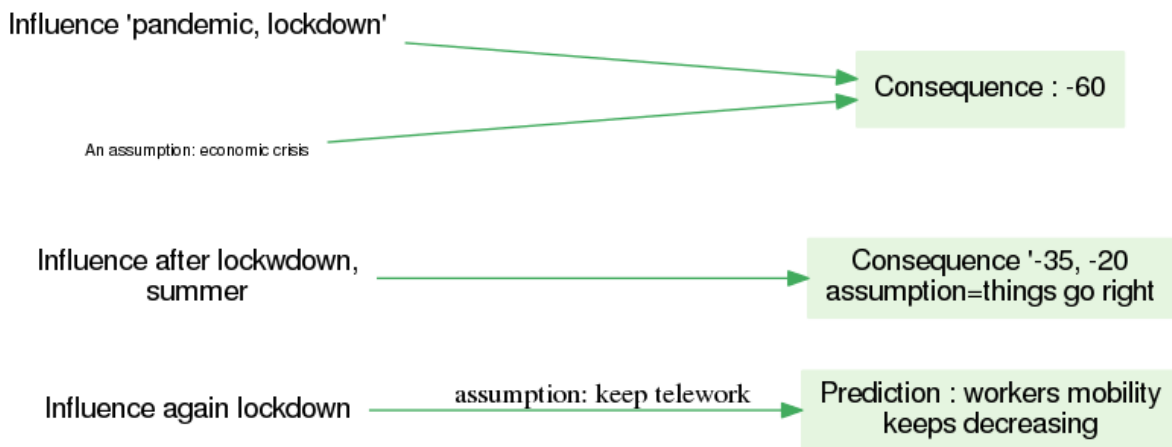 Influence 'pandemic, lockdown'
Consequence : -60
An assumption: economic crisis
Influence after lockwdown,
summer
Consequence '-35, -20
assumption=things go right
Influence again lockdown
assumption: keep telework
Prediction : workers mobility
keeps decreasing